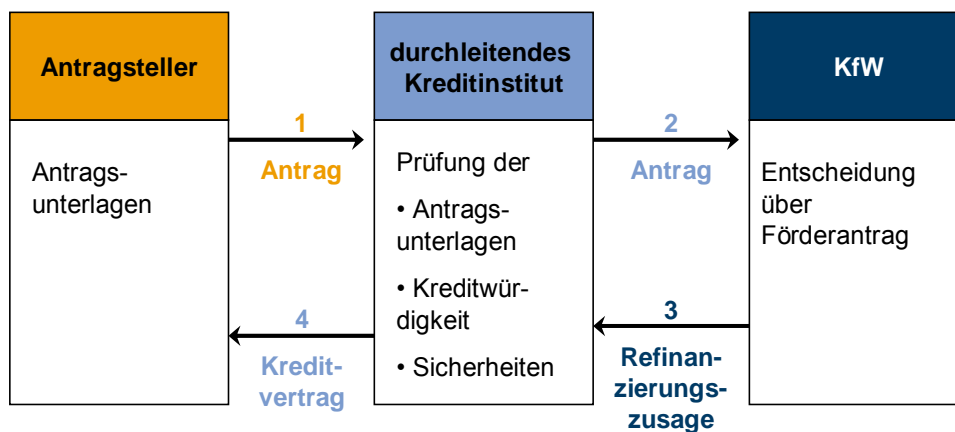 Antragsteller
Antrags-
unterlagen
1
Antrag
4
Kredit-
vertrag
durchleitendes
Kreditinstitut
Prüfung der
• Antrags-
unterlagen
• Kreditwür-
digkeit
• Sicherheiten
2
Antrag
3
Refinan-
zierungs-
zusage
KfW
Entscheidung
über
Förderantrag